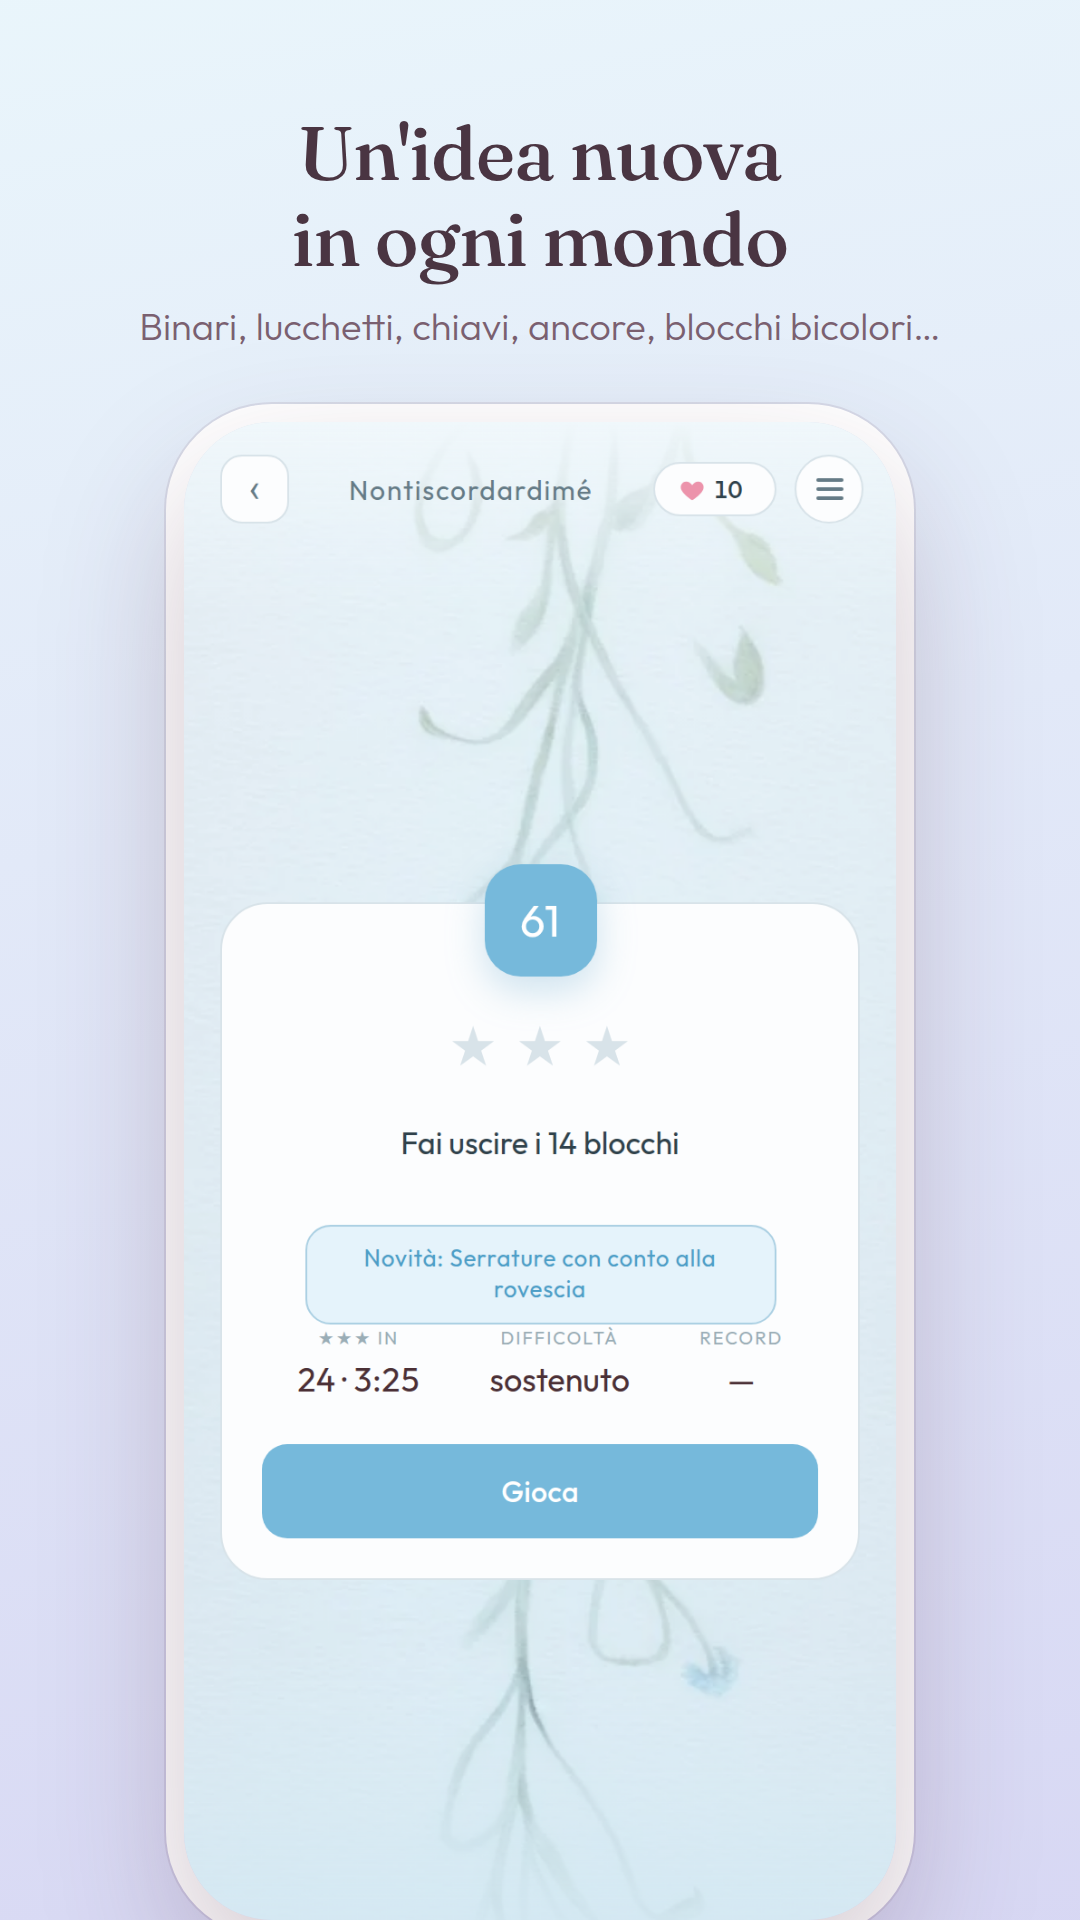 Un'idea nuova
in ogni mondo
Binari, lucchetti, chiavi, ancore, blocchi bicolori...
‹ Nontiscordardimé 10
61
★ ★ ★
Fai uscire i 14 blocchi
Novità: Serrature con conto alla
rovescia
★★★ IN DIFFICOLTÀ RECORD
24 · 3:25 sostenuto —
Gioca